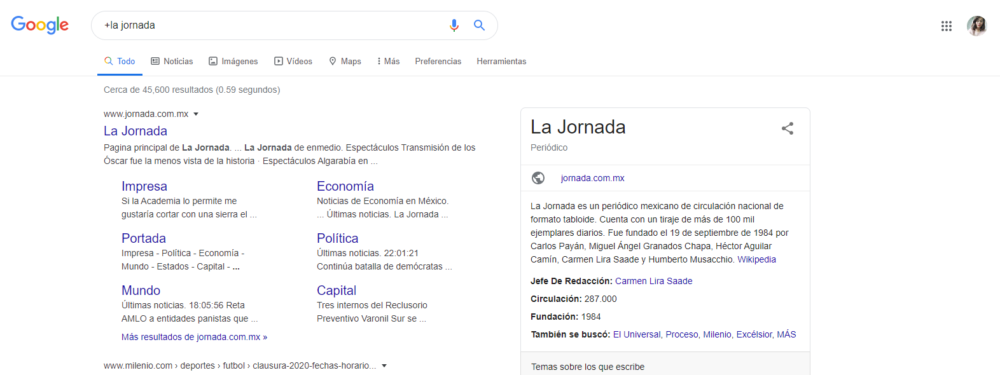 Google
+la jornada
Todo Noticias Imágenes Vídeos Maps Más Preferencias Herramientas
Cerca de 45,600 resultados (0.59 segundos)
www.jornada.com.mx
La Jornada
Pagina principal de La Jornada. ... La Jornada de enmedio. Espectáculos Transmisión de los
Óscar fue la menos vista de la historia · Espectáculos Algarabía en ...
Impresa
Si la Academia lo permite me
gustaría cortar con una sierra el ...
Economía
Noticias de Economía en México.
... Últimas noticias. La Jornada ...
Portada
Impresa - Política - Economía -
Mundo - Estados - Capital - ...
Política
Últimas noticias. 22:01:21
Continúa batalla de demócratas ...
Mundo
Últimas noticias. 18:05:56 Reta
AMLO a entidades panistas que ...
Capital
Tres internos del Reclusorio
Preventivo Varonil Sur se ...
Más resultados de jornada.com.mx »
www.milenio.com › deportes › futbol › clausura-2020-fechas-horario...
La Jornada
Periódico
jornada.com.mx
La Jornada es un periódico mexicano de circulación nacional de
formato tabloide. Cuenta con un tiraje de más de 100 mil
ejemplares diarios. Fue fundado el 19 de septiembre de 1984 por
Carlos Payán, Miguel Ángel Granados Chapa, Héctor Aguilar
Camín, Carmen Lira Saade y Humberto Musacchio. Wikipedia
Jefe De Redacción: Carmen Lira Saade
Circulación: 287.000
Fundación: 1984
También se buscó: El Universal, Proceso, Milenio, Excélsior, MÁS
Temas sobre los que escribe